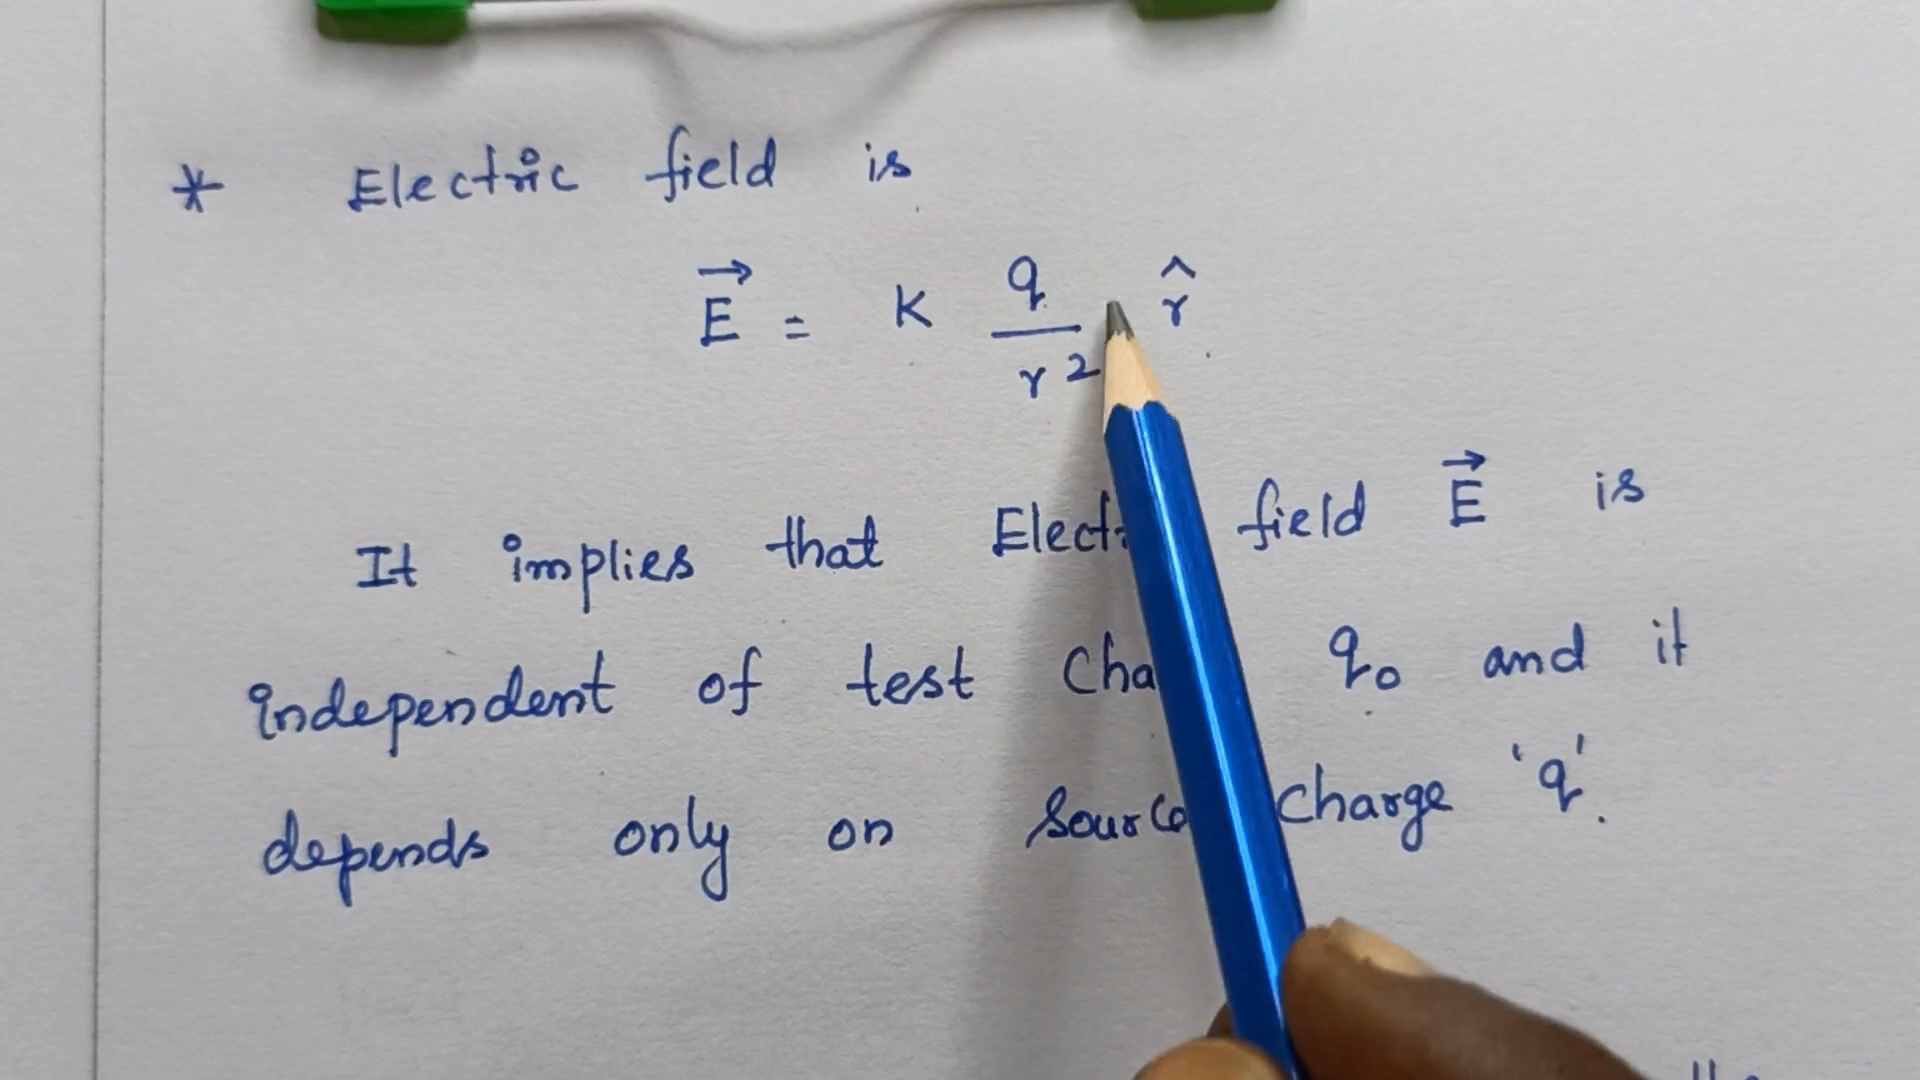 * Electric field is
E⃗ = K q/r² r̂
It implies that Elect field E⃗ is
independent of test Cha q₀ and it
depends only on Source Charge 'q'.